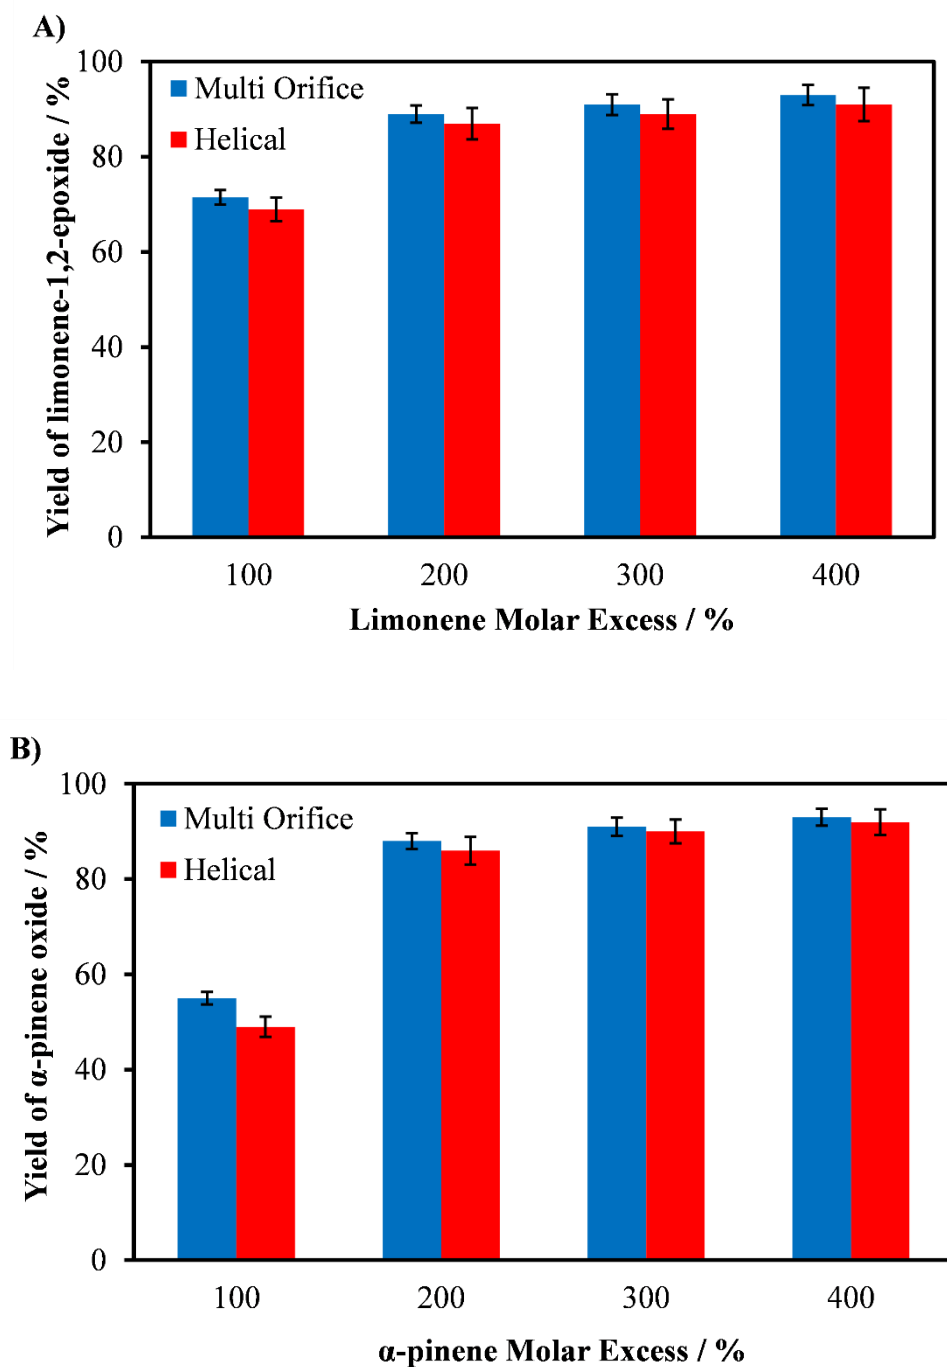 A)
Yield of limonene-1,2-epoxide / %
100
80
60
40
20
0
Multi Orifice
Helical
100 200 300 400
Limonene Molar Excess / %
B)
Yield of α-pinene oxide / %
100
80
60
40
20
0
Multi Orifice
Helical
100 200 300 400
α-pinene Molar Excess / %